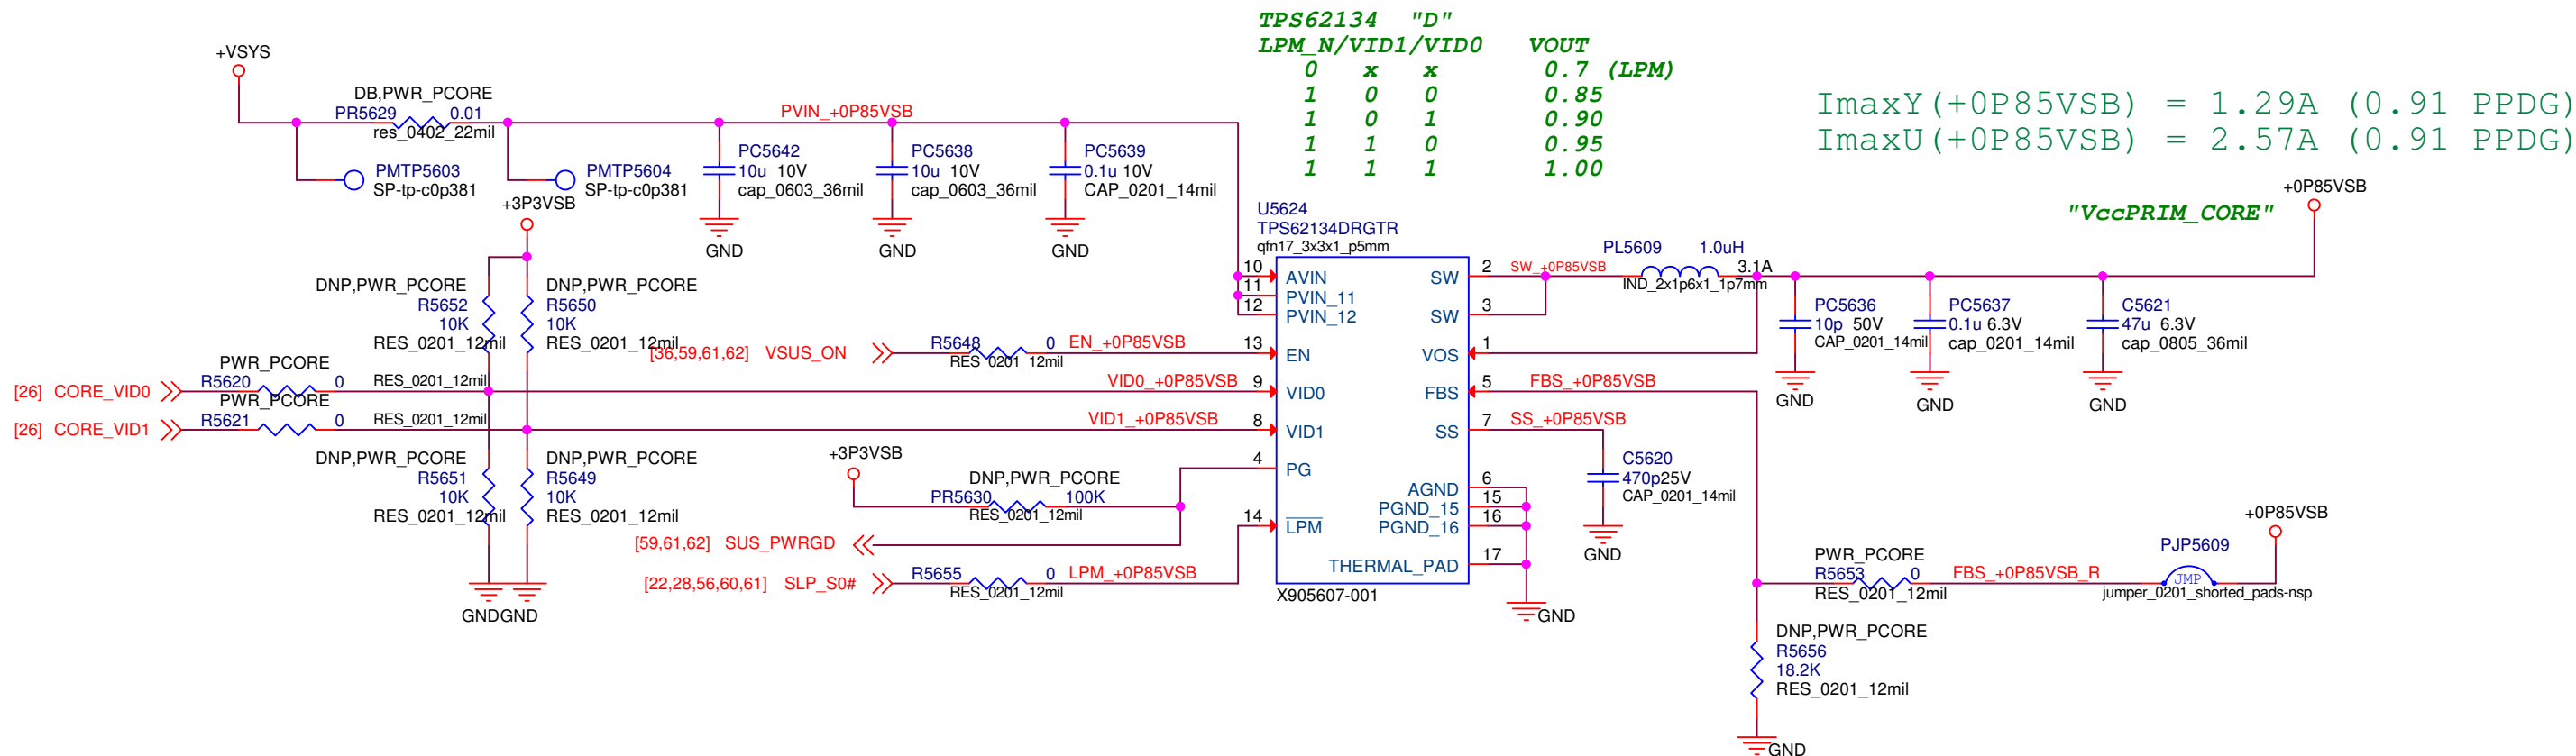 TPS62134 "D"
LPM_N/VID1/VID0 VOUT
0 x x 0.7 (LPM)
1 0 0 0.85
1 0 1 0.90
1 1 0 0.95
1 1 1 1.00
ImaxY(+0P85VSB) = 1.29A (0.91 PPDG)
ImaxU(+0P85VSB) = 2.57A (0.91 PPDG)
+VSYS
DB,PWR_PCORE
PR5629 0.01
res_0402_22mil
PVIN_+0P85VSB
PMTP5603
SP-tp-c0p381
PMTP5604
SP-tp-c0p381
PC5642
10u 10V
cap_0603_36mil
GND
PC5638
10u 10V
cap_0603_36mil
GND
PC5639
0.1u 10V
CAP_0201_14mil
GND
+3P3VSB
DNP,PWR_PCORE
R5652
10K
RES_0201_12mil
DNP,PWR_PCORE
R5650
10K
RES_0201_12mil
[36,59,61,62] VSUS_ON
R5648 0
RES_0201_12mil
EN_+0P85VSB
PWR_PCORE
[26] CORE_VID0
R5620 0
RES_0201_12mil
VID0_+0P85VSB
PWR_PCORE
[26] CORE_VID1
R5621 0
RES_0201_12mil
VID1_+0P85VSB
DNP,PWR_PCORE
R5651
10K
RES_0201_12mil
DNP,PWR_PCORE
R5649
10K
RES_0201_12mil
GND
GND
+3P3VSB
DNP,PWR_PCORE
PR5630 100K
RES_0201_12mil
[59,61,62] SUS_PWRGD
[22,28,56,60,61] SLP_S0#
R5655 0
RES_0201_12mil
LPM_+0P85VSB
U5624
TPS62134DRGTR
qfn17_3x3x1_p5mm
10 AVIN
11 PVIN_11
12 PVIN_12
13 EN
9 VID0
8 VID1
4 PG
14 LPM
SW 2
SW 3
VOS 1
FBS 5
SS 7
AGND 6
PGND_15 15
PGND_16 16
THERMAL_PAD 17
X905607-001
GND
SW_+0P85VSB
PL5609 1.0uH
3.1A
IND_2x1p6x1_1p7mm
"VccPRIM_CORE"
+0P85VSB
PC5636
10p 50V
CAP_0201_14mil
GND
PC5637
0.1u 6.3V
cap_0201_14mil
GND
C5621
47u 6.3V
cap_0805_36mil
GND
FBS_+0P85VSB
SS_+0P85VSB
C5620
470p25V
CAP_0201_14mil
GND
PWR_PCORE
R5653 0
RES_0201_12mil
FBS_+0P85VSB_R
+0P85VSB
PJP5609
JMP
jumper_0201_shorted_pads-nsp
DNP,PWR_PCORE
R5656
18.2K
RES_0201_12mil
GND